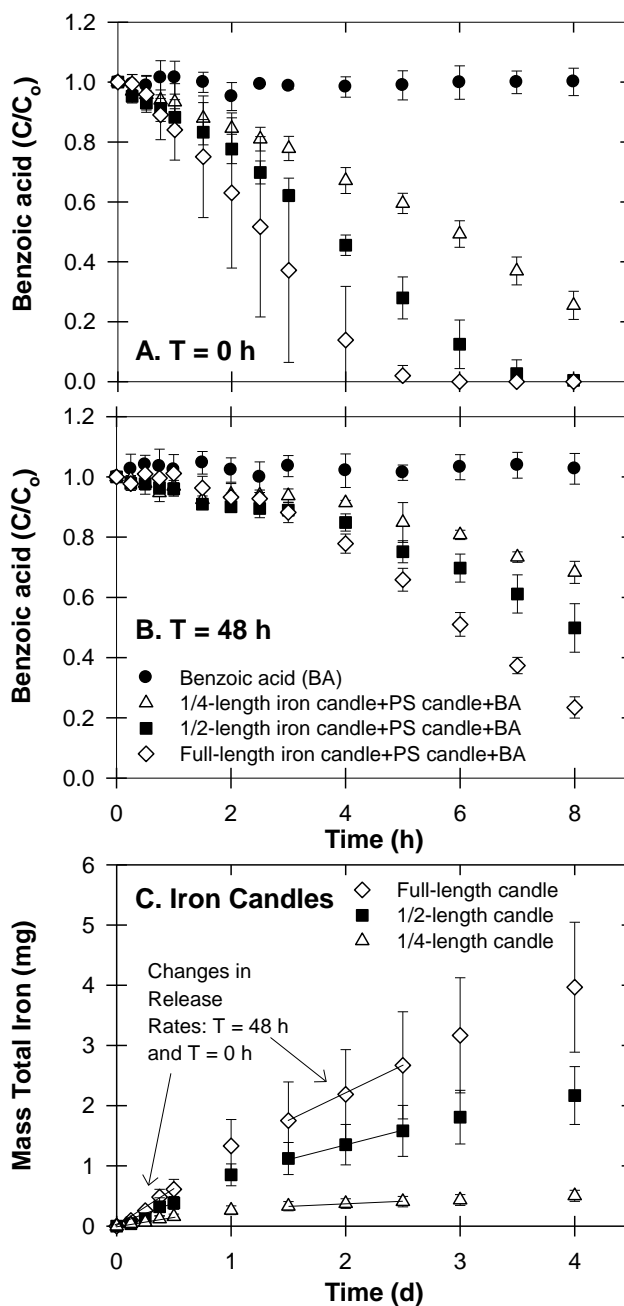 1.2
1.0
0.8
0.6
0.4
0.2
0.0
Benzoic acid (C/Co)
A. T = 0 h
1.2
1.0
0.8
0.6
0.4
0.2
0.0
Benzoic acid (C/Co)
B. T = 48 h
Benzoic acid (BA)
1/4-length iron candle+PS candle+BA
1/2-length iron candle+PS candle+BA
Full-length iron candle+PS candle+BA
0 2 4 6 8
Time (h)
6
5
4
3
2
1
0
Mass Total Iron (mg)
C. Iron Candles
Full-length candle
1/2-length candle
1/4-length candle
Changes in
Release
Rates: T = 48 h
and T = 0 h
0 1 2 3 4
Time (d)